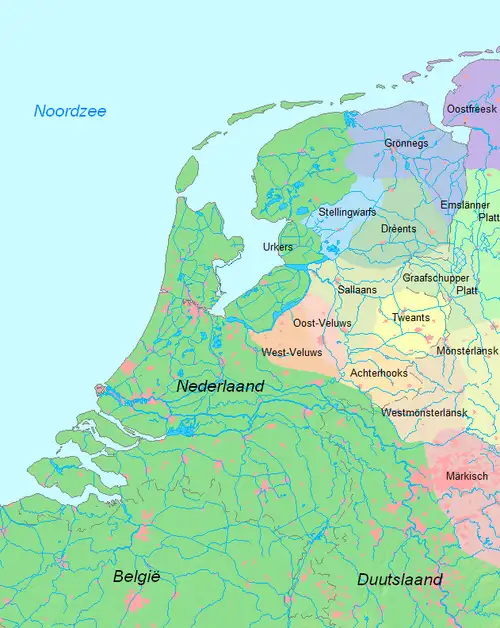 Noordzee
Oostfreesk
Grönnegs
Emslänner
Platt
Stellingwarfs
Drèents
Urkers
Graafschupper
Platt
Sallaans
Oost-Veluws
Tweants
West-Veluws
Mönsterlänsk
Achterhooks
Nederlaand
Westmönsterlänsk
Märkisch
België
Duutslaand